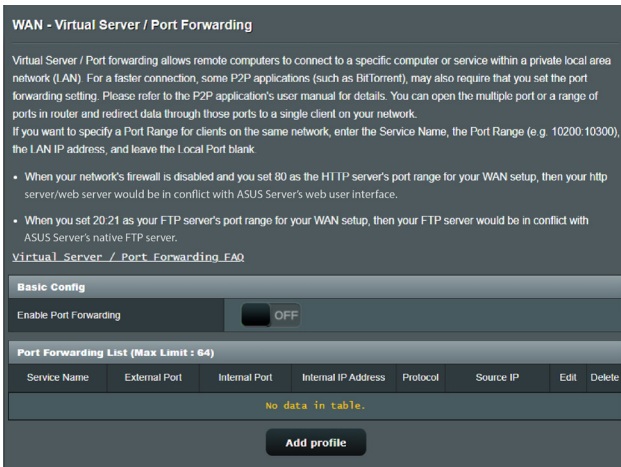 WAN - Virtual Server / Port Forwarding
Virtual Server / Port forwarding allows remote computers to connect to a specific computer or service within a private local area
network (LAN). For a faster connection, some P2P applications (such as BitTorrent), may also require that you set the port
forwarding setting. Please refer to the P2P application's user manual for details. You can open the multiple port or a range of
ports in router and redirect data through those ports to a single client on your network.
If you want to specify a Port Range for clients on the same network, enter the Service Name, the Port Range (e.g. 10200:10300),
the LAN IP address, and leave the Local Port blank.
• When your network's firewall is disabled and you set 80 as the HTTP server's port range for your WAN setup, then your http
server/web server would be in conflict with ASUS Server's web user interface.
• When you set 20:21 as your FTP server's port range for your WAN setup, then your FTP server would be in conflict with
ASUS Server's native FTP server.
Virtual Server / Port Forwarding FAQ
Basic Config
Enable Port Forwarding OFF
Port Forwarding List (Max Limit : 64)
Service Name External Port Internal Port Internal IP Address Protocol Source IP Edit Delete
No data in table.
Add profile